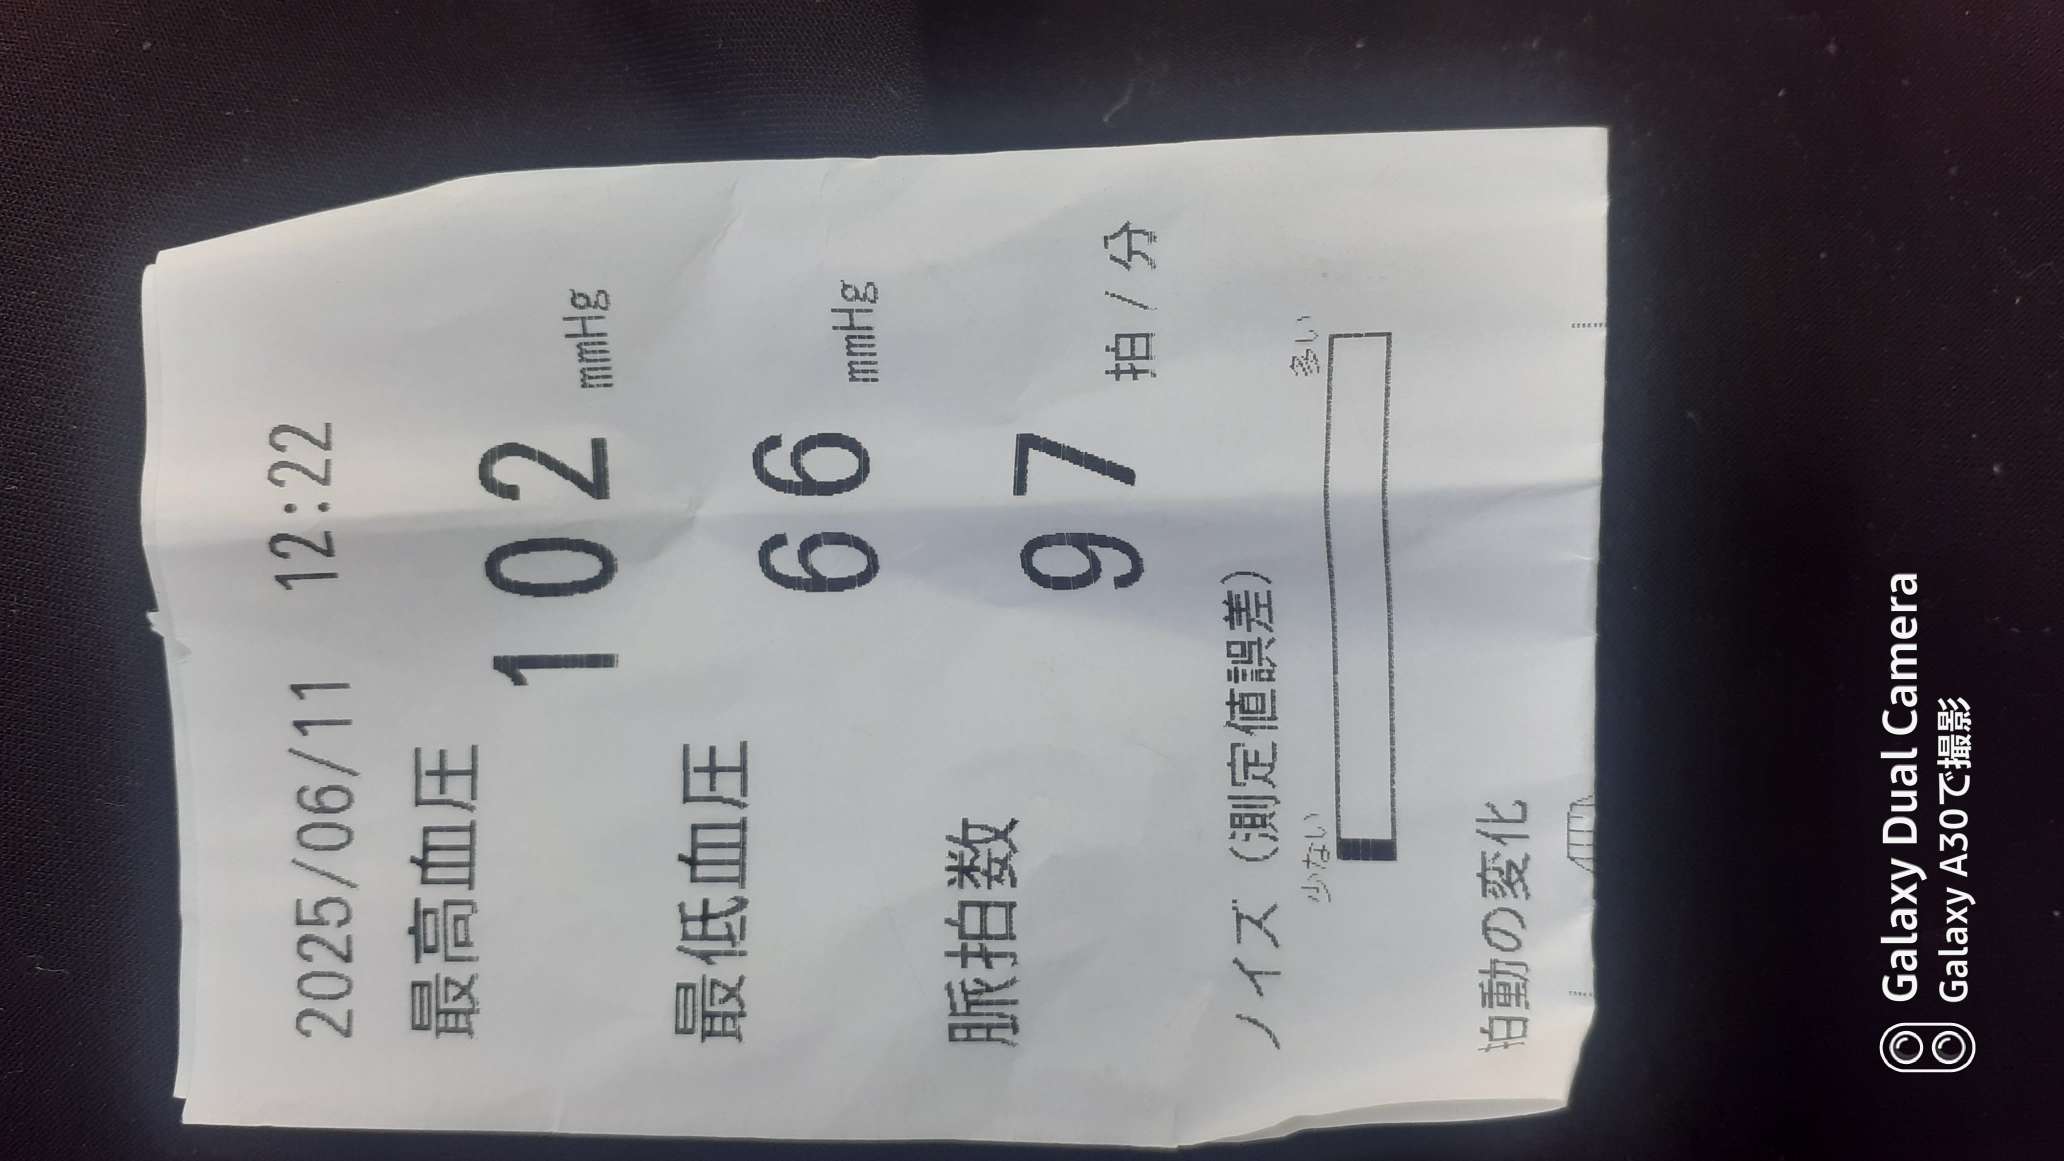 2025/06/11 12:22
最高血圧
102 mmHg
最低血圧
66 mmHg
脈拍数
97 拍/分
ノイズ (測定値誤差)
少ない 多い
拍動の変化
Galaxy Dual Camera
Galaxy A30で撮影